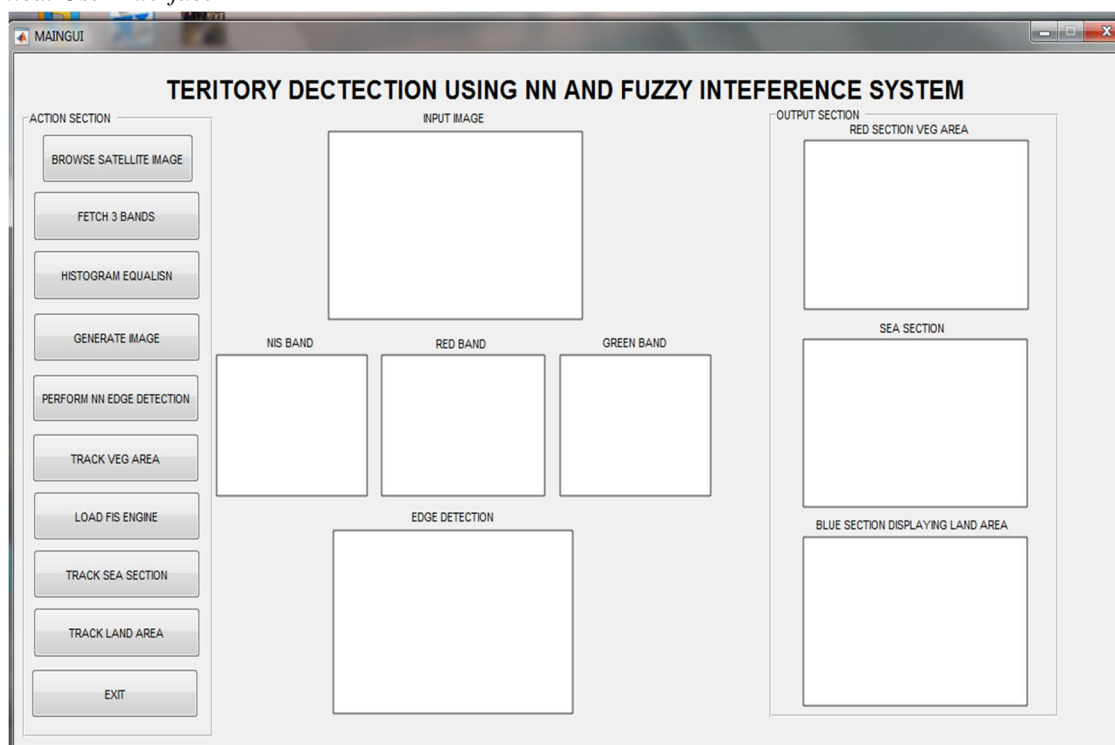 MAINGUI
TERITORY DECTECTION USING NN AND FUZZY INTEFERENCE SYSTEM
ACTION SECTION
BROWSE SATELLITE IMAGE
FETCH 3 BANDS
HISTOGRAM EQUALISN
GENERATE IMAGE
PERFORM NN EDGE DETECTION
TRACK VEG AREA
LOAD FIS ENGINE
TRACK SEA SECTION
TRACK LAND AREA
EXIT
INPUT IMAGE
NIS BAND
RED BAND
GREEN BAND
EDGE DETECTION
OUTPUT SECTION
RED SECTION VEG AREA
SEA SECTION
BLUE SECTION DISPLAYING LAND AREA